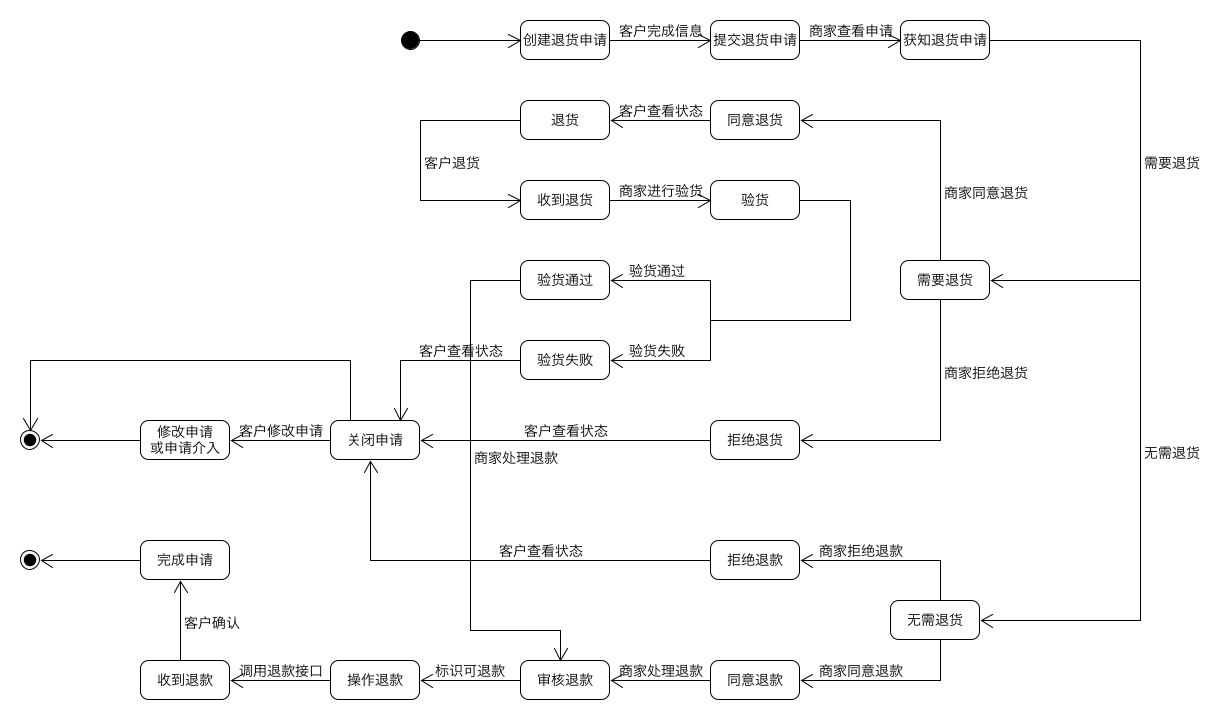 创建退货申请
客户完成信息
提交退货申请
商家查看申请
获知退货申请
退货
客户查看状态
同意退货
客户退货
需要退货
收到退货
商家进行验货
验货
商家同意退货
验货通过
验货通过
需要退货
客户查看状态
验货失败
验货失败
商家拒绝退货
修改申请
或申请介入
客户修改申请
关闭申请
客户查看状态
拒绝退货
商家处理退款
无需退货
完成申请
客户查看状态
拒绝退款
商家拒绝退款
客户确认
无需退货
收到退款
调用退款接口
操作退款
标识可退款
审核退款
商家处理退款
同意退款
商家同意退款